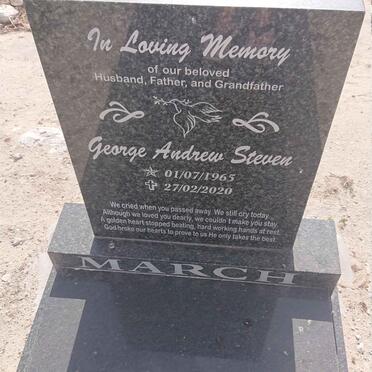 In Loving Memory
of our beloved
Husband, Father, and Grandfather
George Andrew Steven
01/07/1965
27/02/2020
We cried when you passed away. We still cry today.
Although we loved you dearly, we couldn't make you stay.
A golden heart stopped beating, hard working hands at rest.
God broke our hearts to prove to us He only takes the best.
MARCH